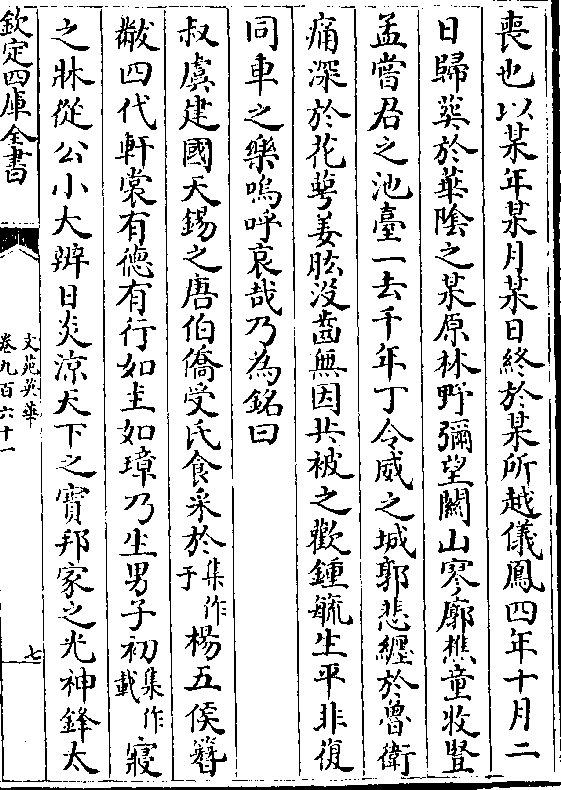 喪也以某年某月某日終於某所越儀鳳四年十月二
日歸葬於華陰之某原林野彌望闕山寥廓樵童牧豎
孟嘗君之池臺一去千年丁令威之城郭悲纏於魯衛
痛深於花萼姜肱沒齒無因共被之歡鍾毓生平非復
同車之樂嗚呼哀哉乃為銘曰
叔虞建國天錫之唐伯僑受氏食采於集作于楊五侯簪
黻四代軒裳有德有行如圭如璋乃生男子初集作載寢
之牀從公小大辨日炎涼天下之寶邦家之光神鋒太
欽定四庫全書
文苑英華
卷九百六十一
七